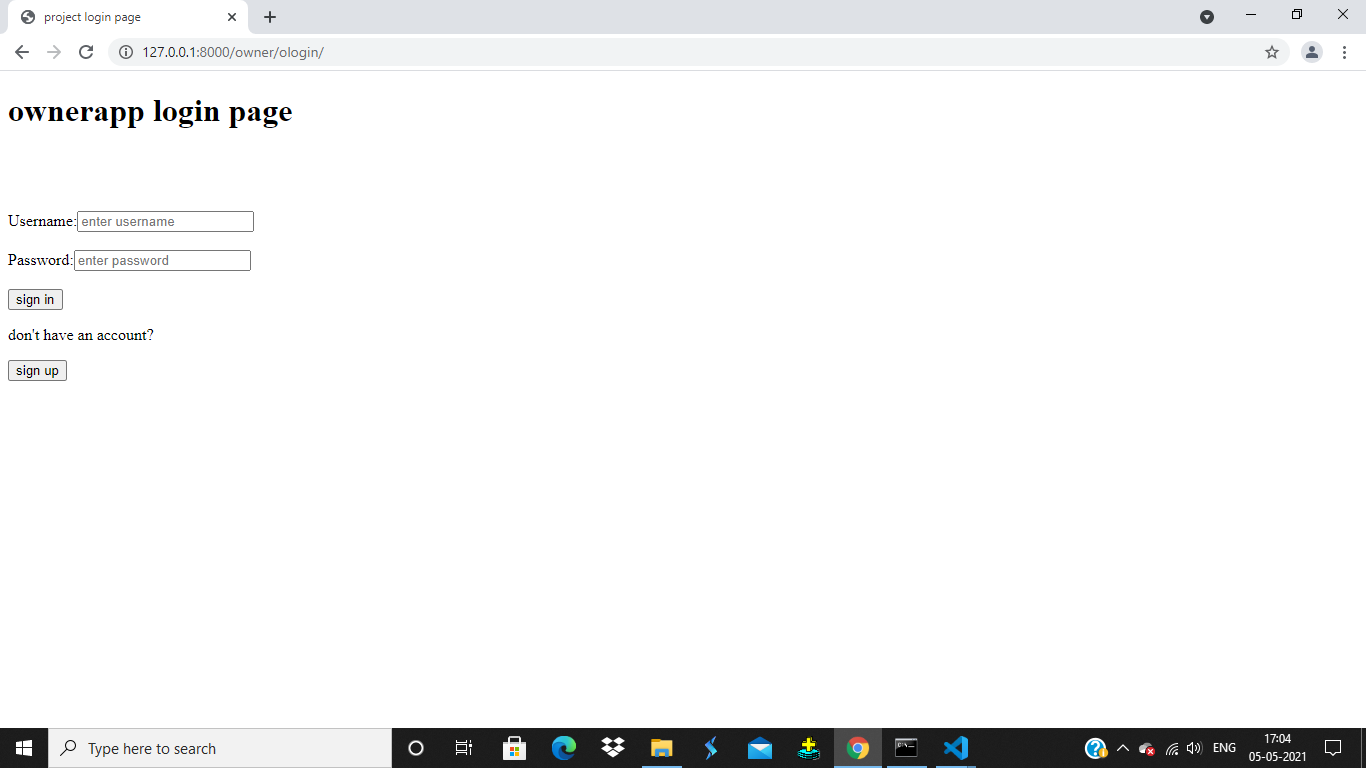 project login page
127.0.0.1:8000/owner/ologin/
ownerapp login page
Username: enter username
Password: enter password
sign in
don't have an account?
sign up
Type here to search
ENG
17:04
05-05-2021